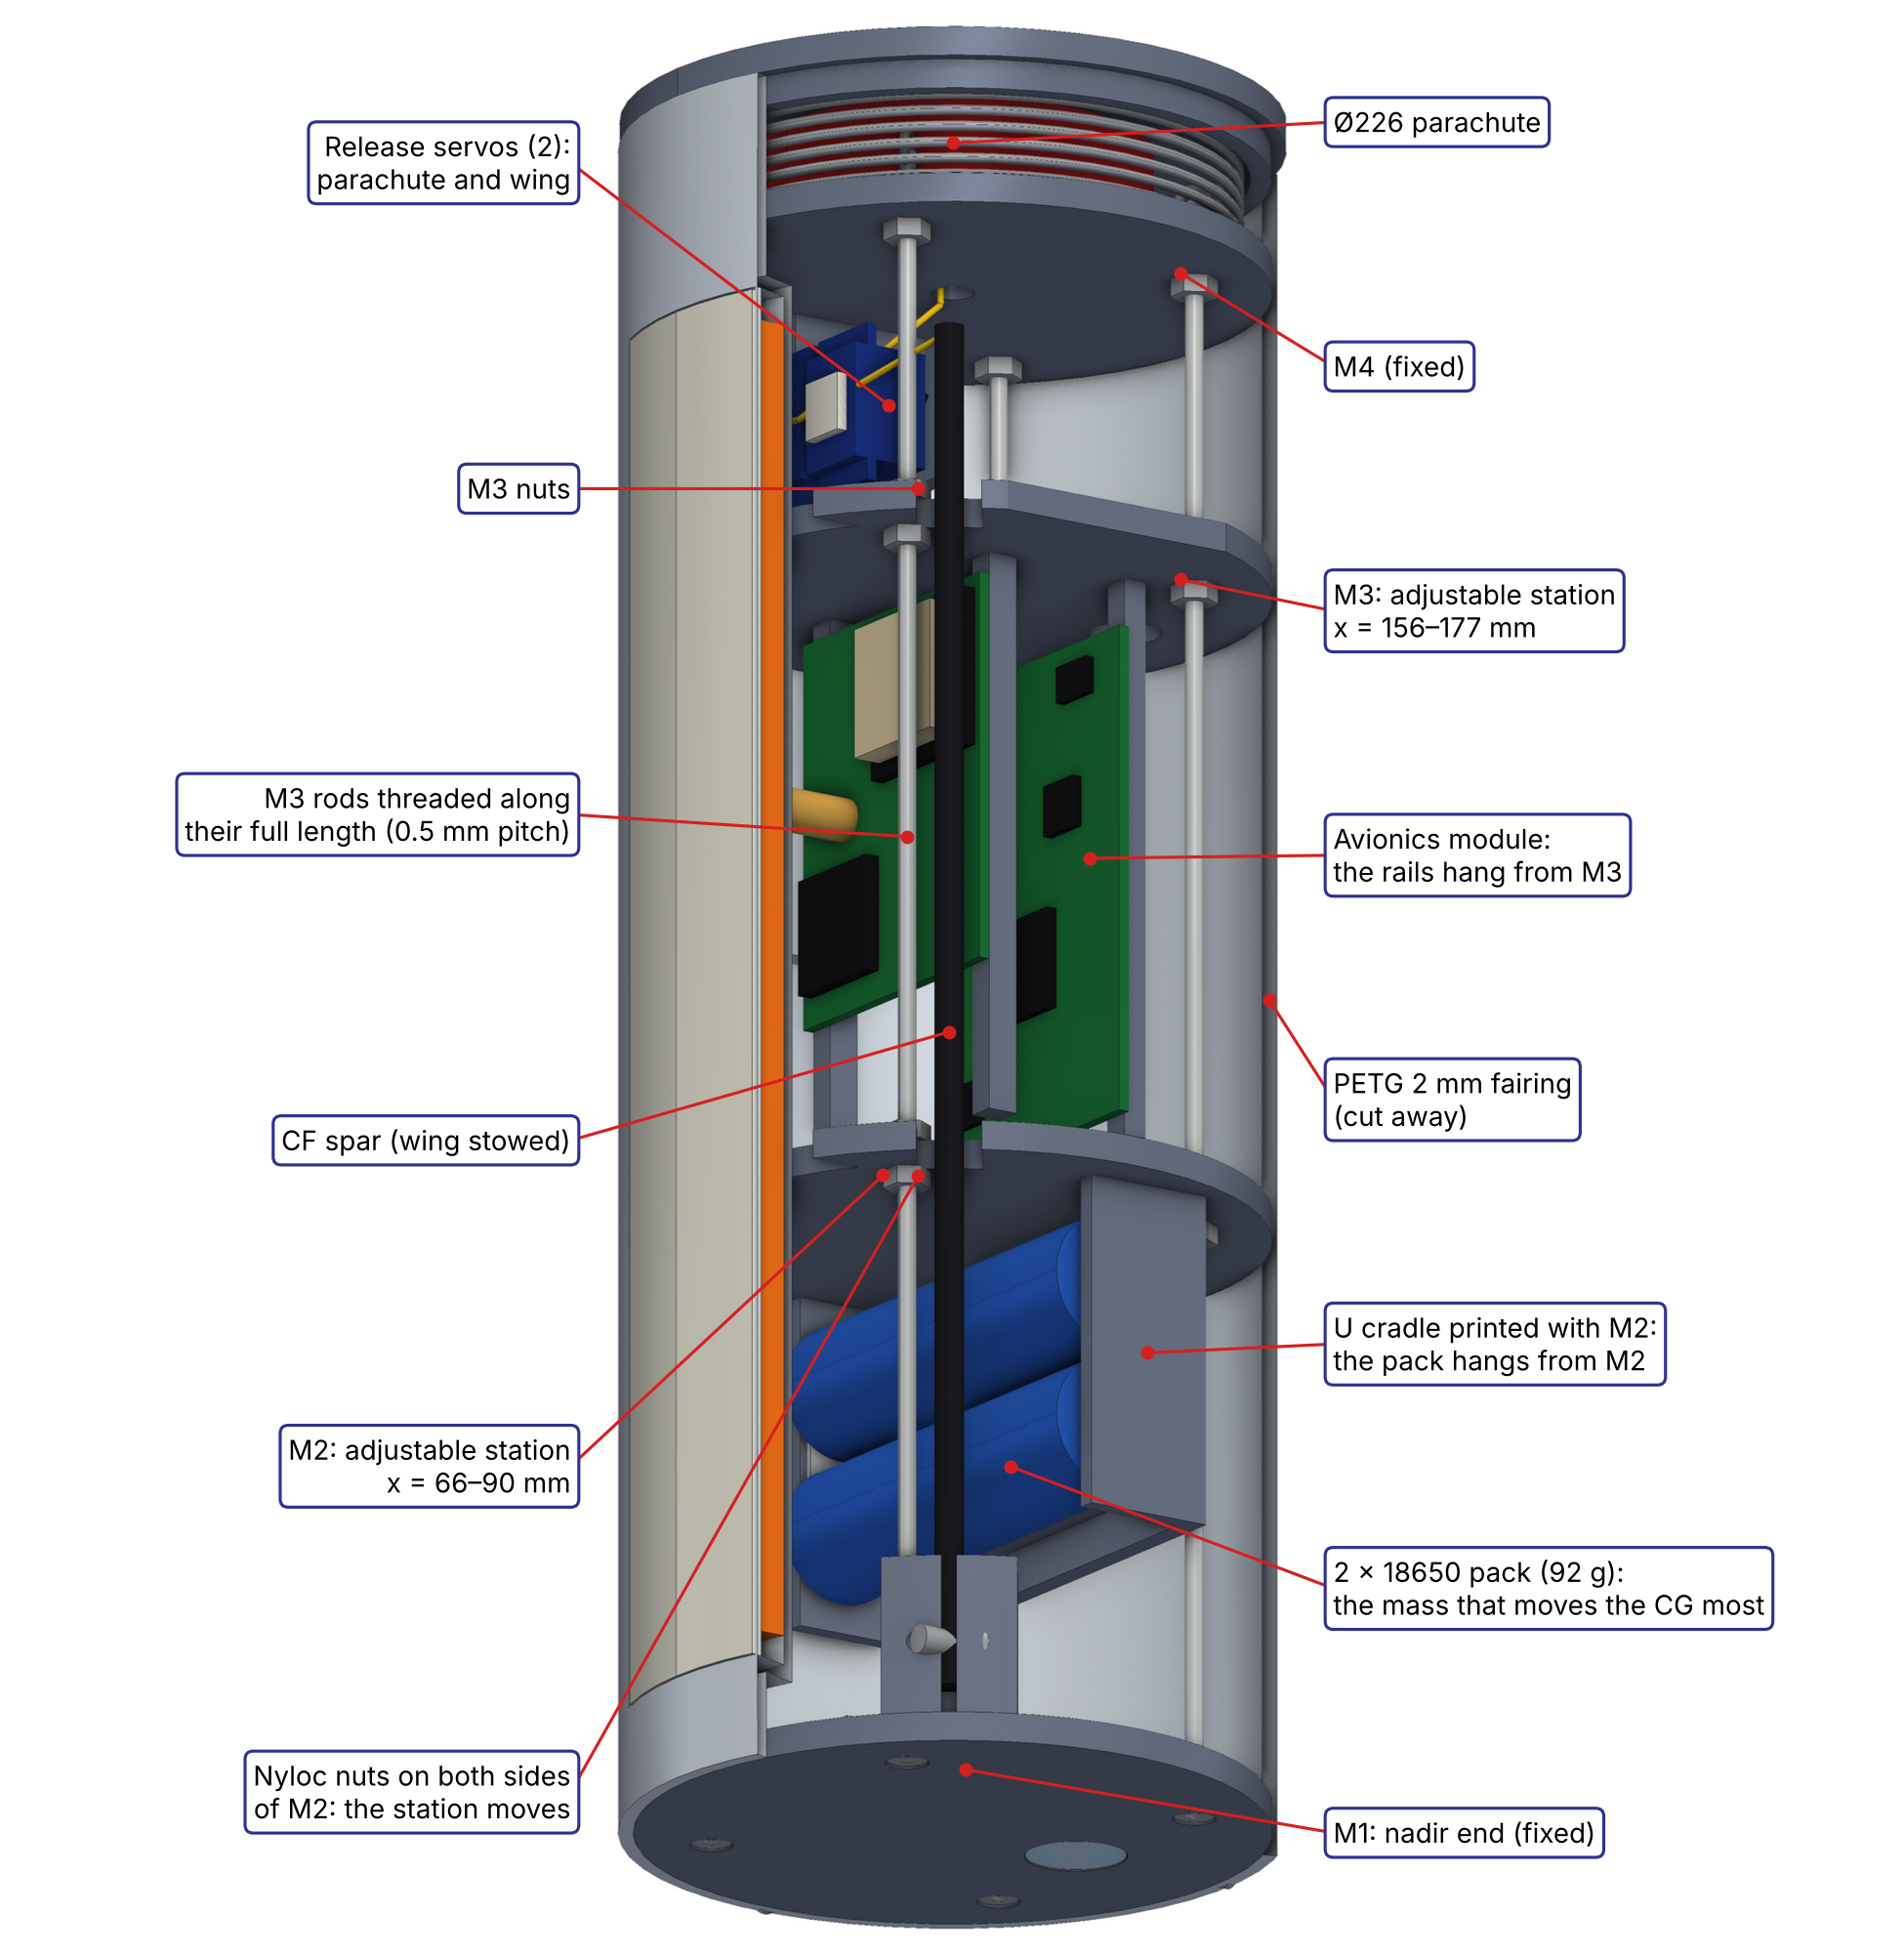 Release servos (2):
parachute and wing
M3 nuts
M3 rods threaded along
their full length (0.5 mm pitch)
CF spar (wing stowed)
M2: adjustable station
x = 66–90 mm
Nyloc nuts on both sides
of M2: the station moves
Ø226 parachute
M4 (fixed)
M3: adjustable station
x = 156–177 mm
Avionics module:
the rails hang from M3
PETG 2 mm fairing
(cut away)
U cradle printed with M2:
the pack hangs from M2
2 × 18650 pack (92 g):
the mass that moves the CG most
M1: nadir end (fixed)